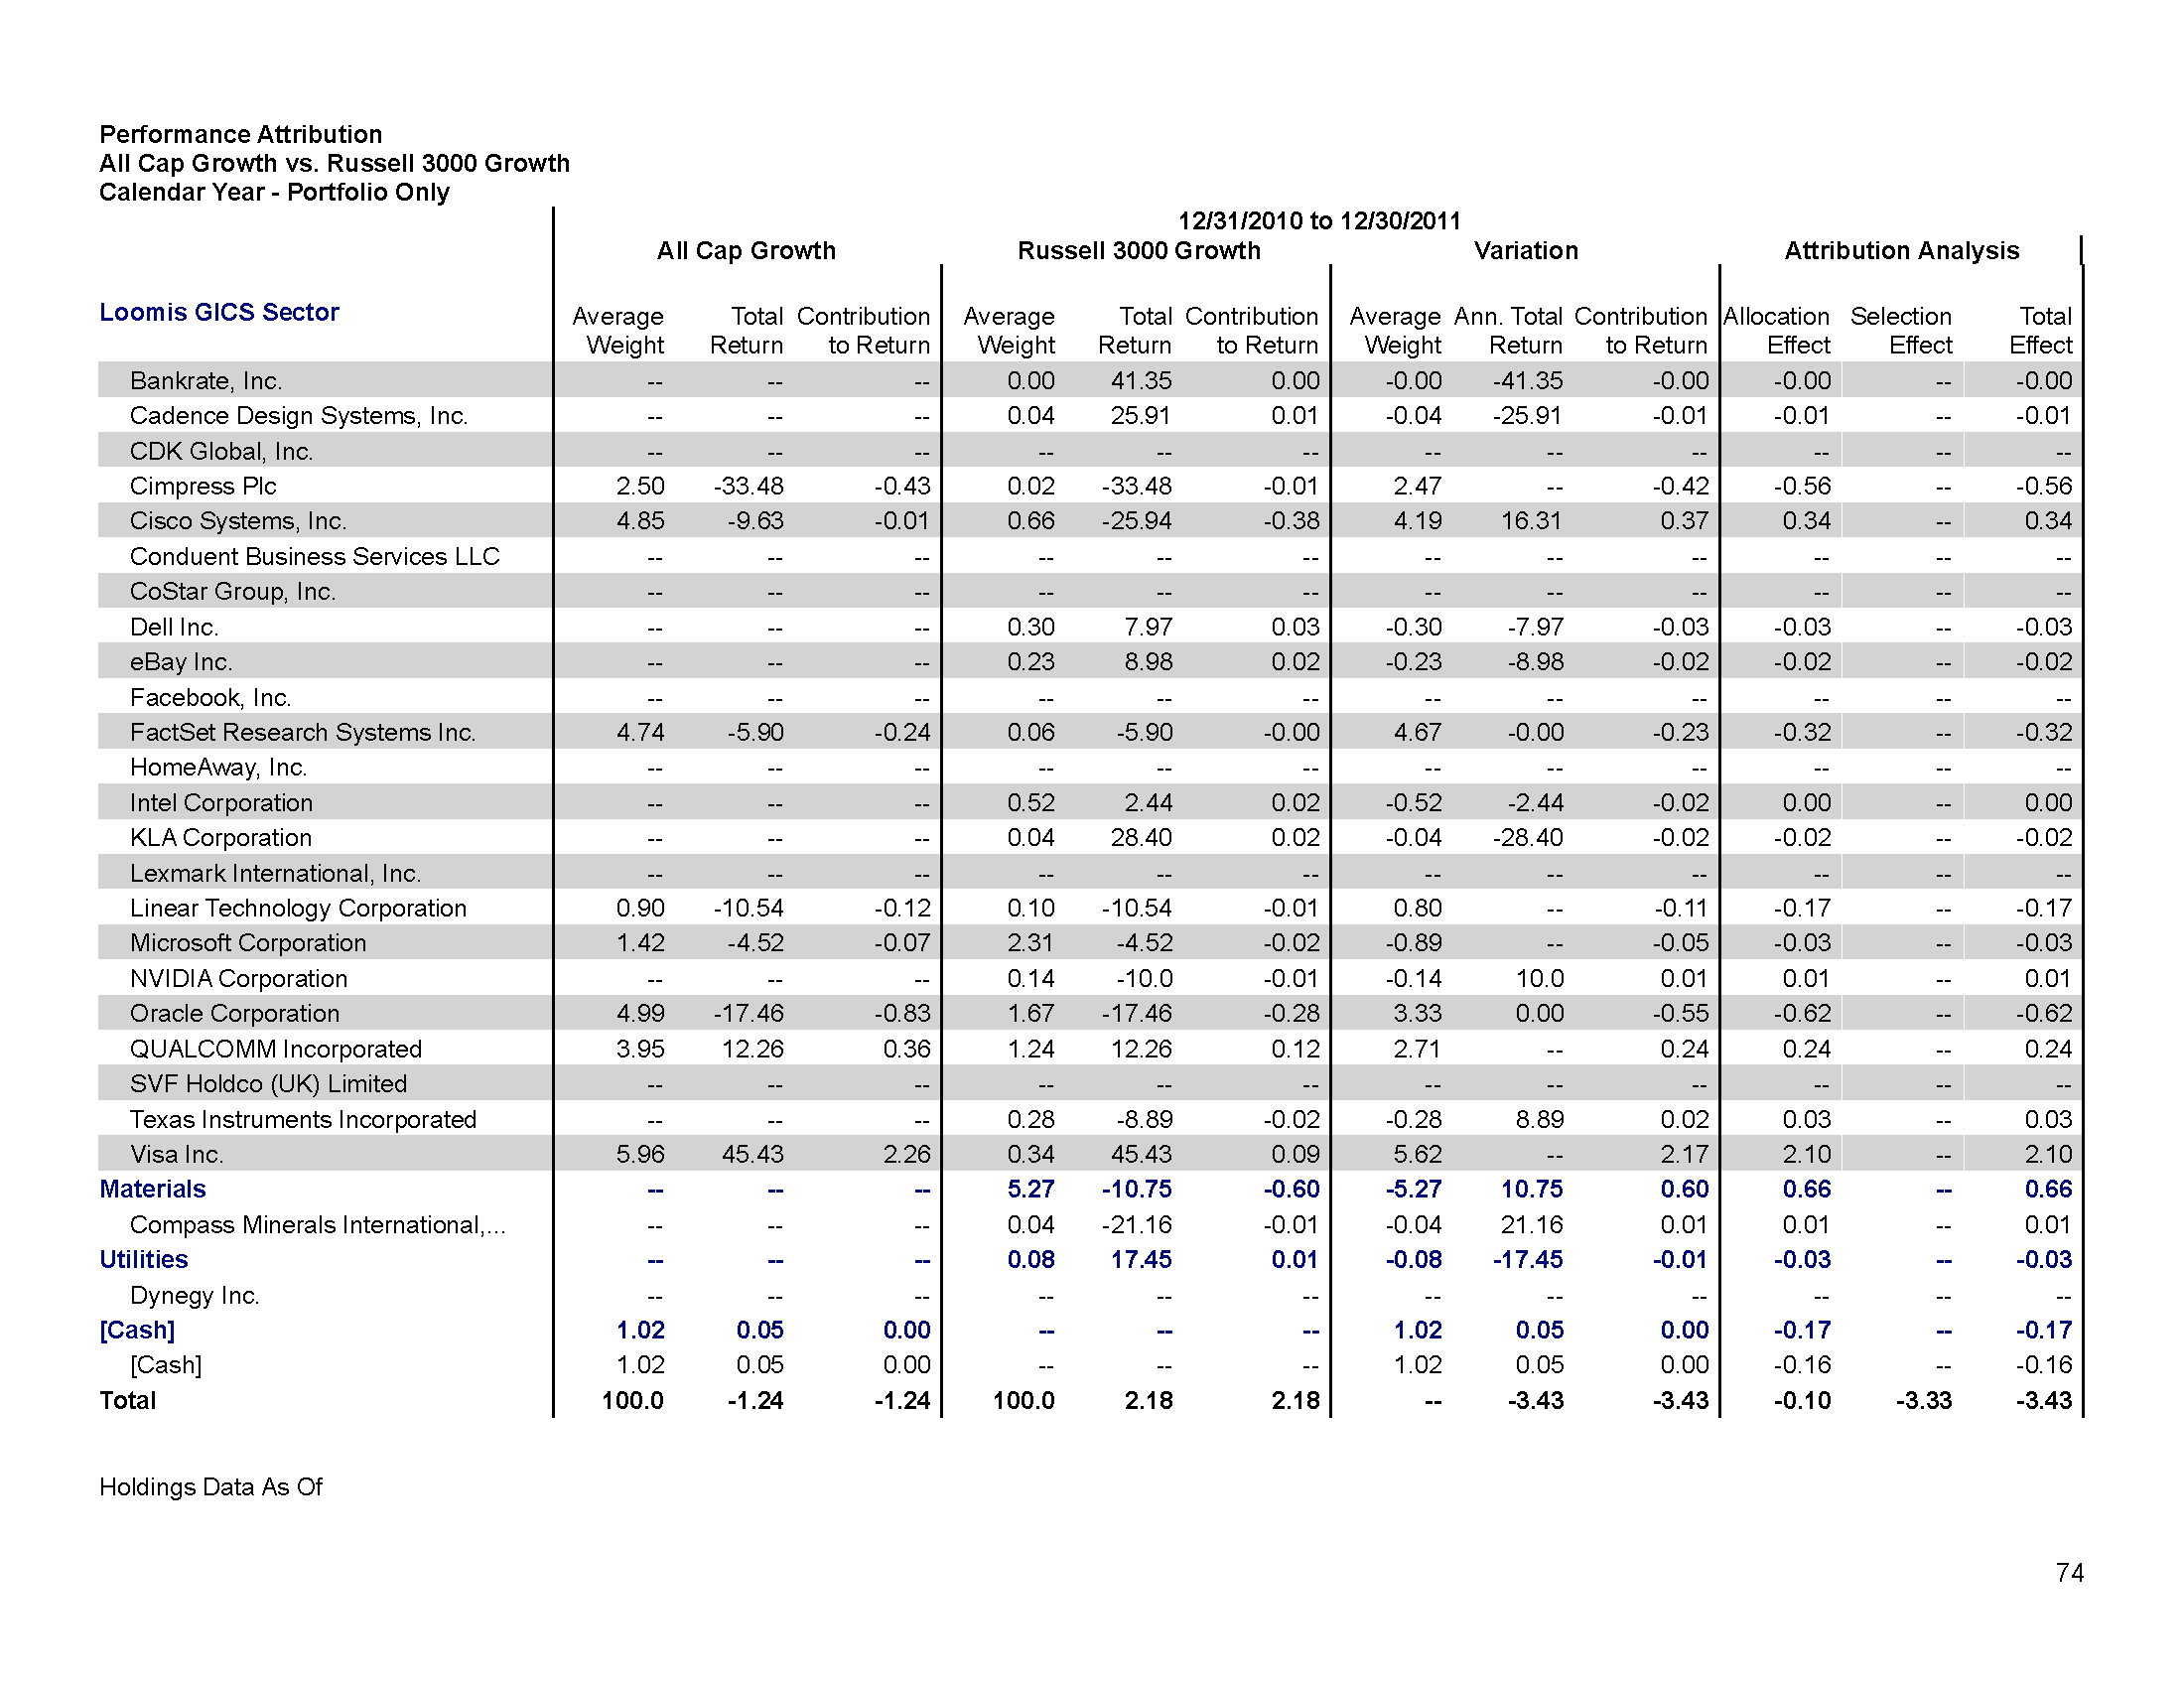 Performance Attribution
All Cap Growth vs. Russell 3000 Growth
Calendar Year - Portfolio Only
12/31/2010 to 12/30/2011
All Cap Growth Russell 3000 Growth Variation Attribution Analysis
Loomis GICS Sector Average Total Contribution Average Total Contribution Average Ann. Total Contribution Allocation Selection Total
Weight Return to Return Weight Return to Return Weight Return to Return Effect Effect Effect
Bankrate, Inc. -- -- -- 0.00 41.35 0.00 -0.00 -41.35 -0.00 -0.00 -- -0.00
Cadence Design Systems, Inc. -- -- -- 0.04 25.91 0.01 -0.04 -25.91 -0.01 -0.01 -- -0.01
CDK Global, Inc. -- -- -- -- -- -- -- -- -- -- -- --
Cimpress Plc 2.50 -33.48 -0.43 0.02 -33.48 -0.01 2.47 -- -0.42 -0.56 -- -0.56
Cisco Systems, Inc. 4.85 -9.63 -0.01 0.66 -25.94 -0.38 4.19 16.31 0.37 0.34 -- 0.34
Conduent Business Services LLC -- -- -- -- -- -- -- -- -- -- -- --
CoStar Group, Inc. -- -- -- -- -- -- -- -- -- -- -- --
Dell Inc. -- -- -- 0.30 7.97 0.03 -0.30 -7.97 -0.03 -0.03 -- -0.03
eBay Inc. -- -- -- 0.23 8.98 0.02 -0.23 -8.98 -0.02 -0.02 -- -0.02
Facebook, Inc. -- -- -- -- -- -- -- -- -- -- -- --
FactSet Research Systems Inc. 4.74 -5.90 -0.24 0.06 -5.90 -0.00 4.67 -0.00 -0.23 -0.32 -- -0.32
HomeAway, Inc. -- -- -- -- -- -- -- -- -- -- -- --
Intel Corporation -- -- -- 0.52 2.44 0.02 -0.52 -2.44 -0.02 0.00 -- 0.00
KLA Corporation -- -- -- 0.04 28.40 0.02 -0.04 -28.40 -0.02 -0.02 -- -0.02
Lexmark International, Inc. -- -- -- -- -- -- -- -- -- -- -- --
Linear Technology Corporation 0.90 -10.54 -0.12 0.10 -10.54 -0.01 0.80 -- -0.11 -0.17 -- -0.17
Microsoft Corporation 1.42 -4.52 -0.07 2.31 -4.52 -0.02 -0.89 -- -0.05 -0.03 -- -0.03
NVIDIA Corporation -- -- -- 0.14 -10.0 -0.01 -0.14 10.0 0.01 0.01 -- 0.01
Oracle Corporation 4.99 -17.46 -0.83 1.67 -17.46 -0.28 3.33 0.00 -0.55 -0.62 -- -0.62
QUALCOMM Incorporated 3.95 12.26 0.36 1.24 12.26 0.12 2.71 -- 0.24 0.24 -- 0.24
SVF Holdco (UK) Limited -- -- -- -- -- -- -- -- -- -- -- --
Texas Instruments Incorporated -- -- -- 0.28 -8.89 -0.02 -0.28 8.89 0.02 0.03 -- 0.03
Visa Inc. 5.96 45.43 2.26 0.34 45.43 0.09 5.62 -- 2.17 2.10 -- 2.10
Materials -- -- -- 5.27 -10.75 -0.60 -5.27 10.75 0.60 0.66 -- 0.66
Compass Minerals International,... -- -- -- 0.04 -21.16 -0.01 -0.04 21.16 0.01 0.01 -- 0.01
Utilities -- -- -- 0.08 17.45 0.01 -0.08 -17.45 -0.01 -0.03 -- -0.03
Dynegy Inc. -- -- -- -- -- -- -- -- -- -- -- --
[Cash] 1.02 0.05 0.00 -- -- -- 1.02 0.05 0.00 -0.17 -- -0.17
[Cash] 1.02 0.05 0.00 -- -- -- 1.02 0.05 0.00 -0.16 -- -0.16
Total 100.0 -1.24 -1.24 100.0 2.18 2.18 -- -3.43 -3.43 -0.10 -3.33 -3.43
Holdings Data As Of
74